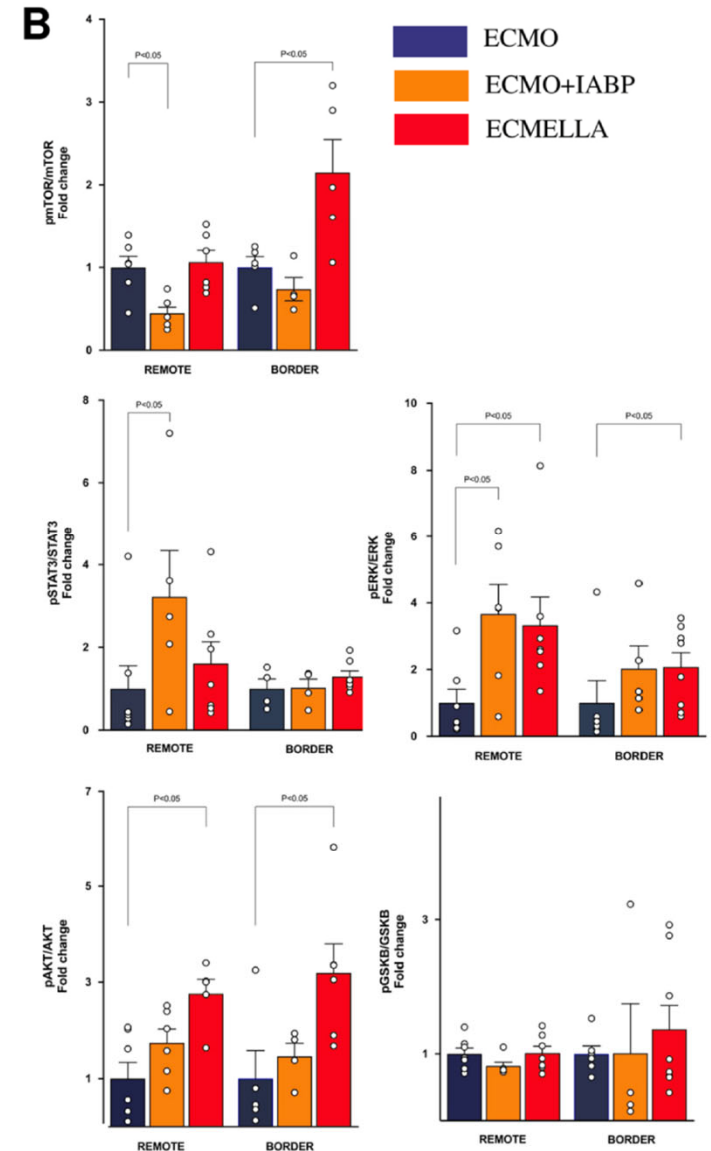 B
ECMO
ECMO+IABP
ECMELLA
pmTOR/mTOR
Fold change
4
3
2
1
0
P<0.05
P<0.05
REMOTE
BORDER
pSTAT3/STAT3
Fold change
8
6
4
2
0
P<0.05
REMOTE
BORDER
pERK/ERK
Fold change
10
8
6
4
2
0
P<0.05
P<0.05
P<0.05
REMOTE
BORDER
pAKT/AKT
Fold change
7
5
3
1
P<0.05
P<0.05
REMOTE
BORDER
pGSKB/GSKB
Fold change
3
1
REMOTE
BORDER